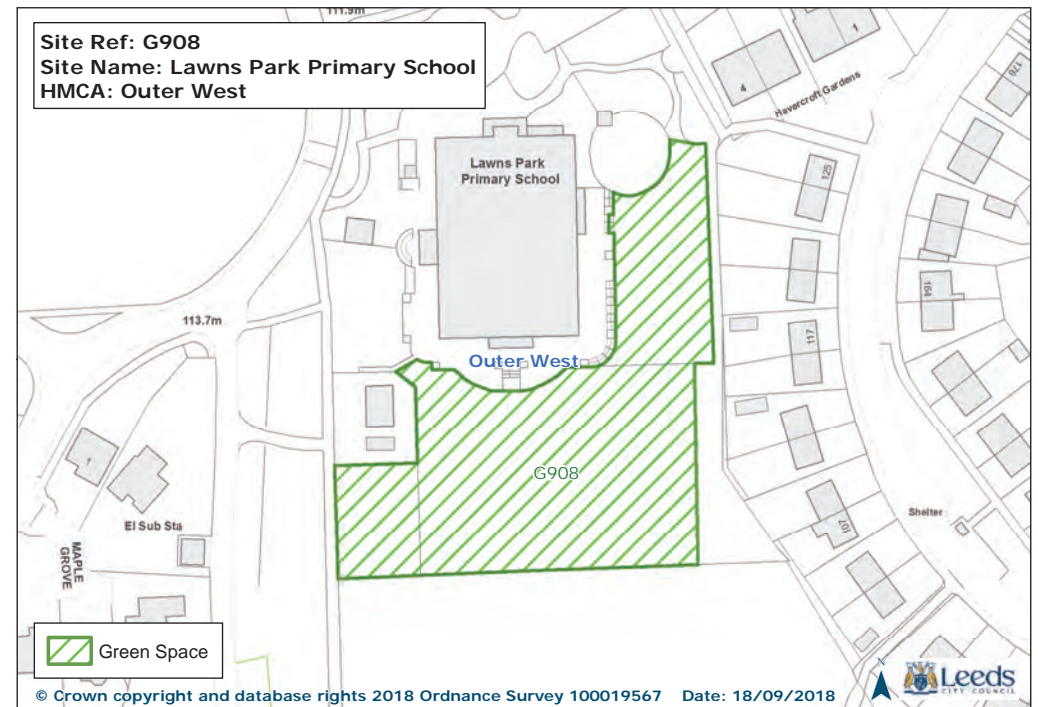 111.9m
Site Ref: G908
Site Name: Lawns Park Primary School
HMCA: Outer West
1
4
Havercroft Gardens
176
Lawns Park
Primary School
125
164
113.7m
117
Outer West
G908
1
107
Shelter
El Sub Sta
MAPLE
GROVE
Green Space
N
Leeds
CITY COUNCIL
© Crown copyright and database rights 2018 Ordnance Survey 100019567 Date: 18/09/2018